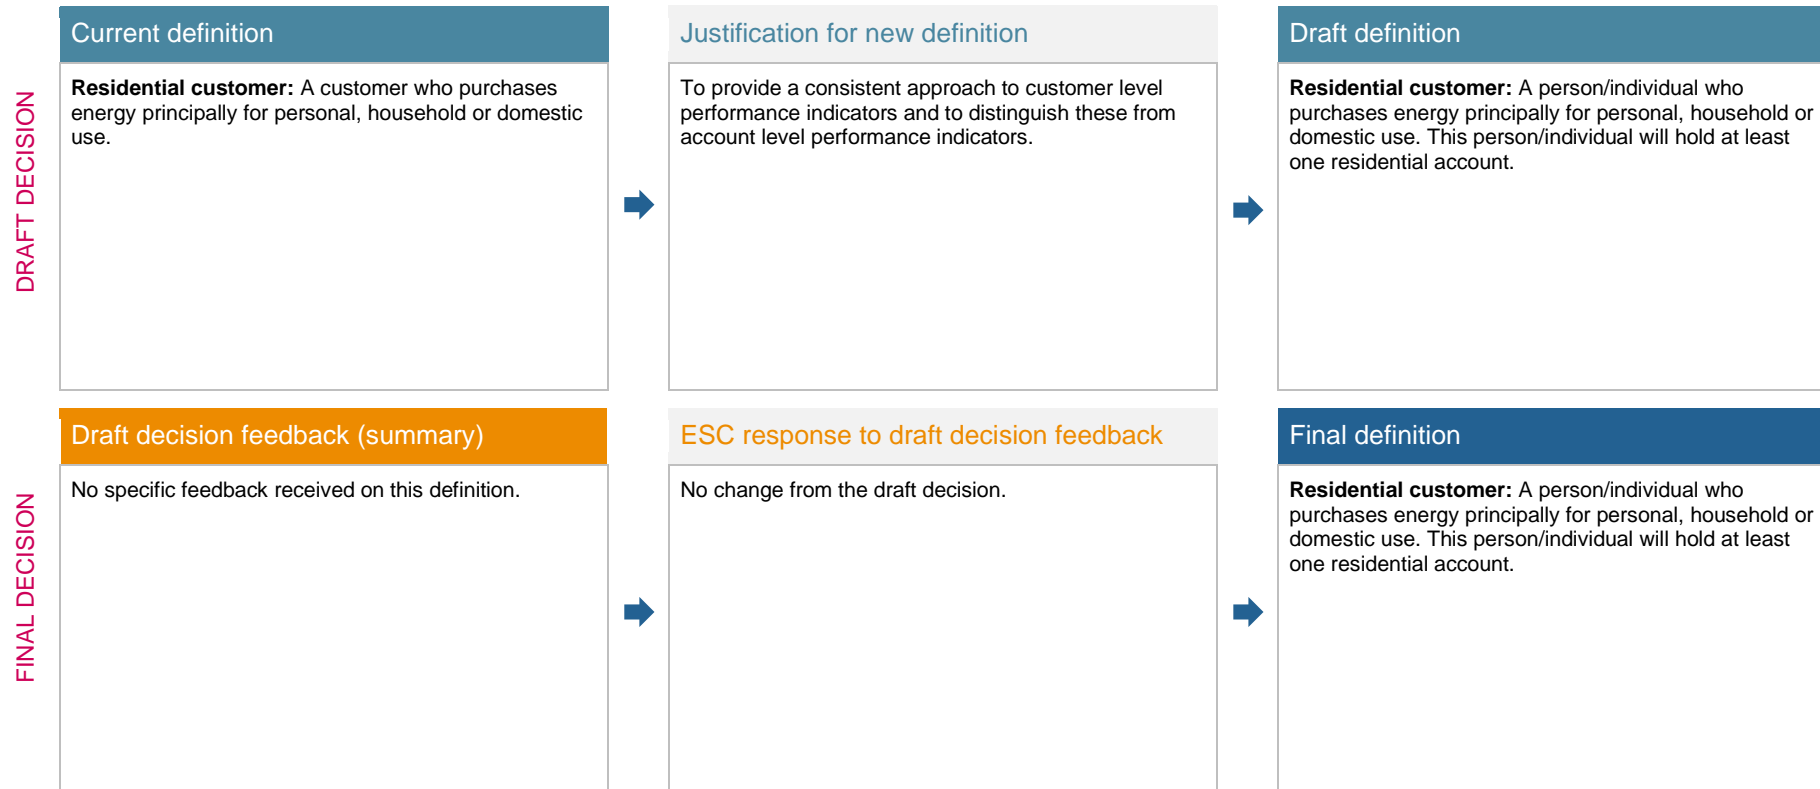 DRAFT DECISION
Current definition
Residential customer: A customer who purchases
energy principally for personal, household or domestic
use.
Justification for new definition
To provide a consistent approach to customer level
performance indicators and to distinguish these from
account level performance indicators.
Draft definition
Residential customer: A person/individual who
purchases energy principally for personal, household or
domestic use. This person/individual will hold at least
one residential account.
FINAL DECISION
Draft decision feedback (summary)
No specific feedback received on this definition.
ESC response to draft decision feedback
No change from the draft decision.
Final definition
Residential customer: A person/individual who
purchases energy principally for personal, household or
domestic use. This person/individual will hold at least
one residential account.